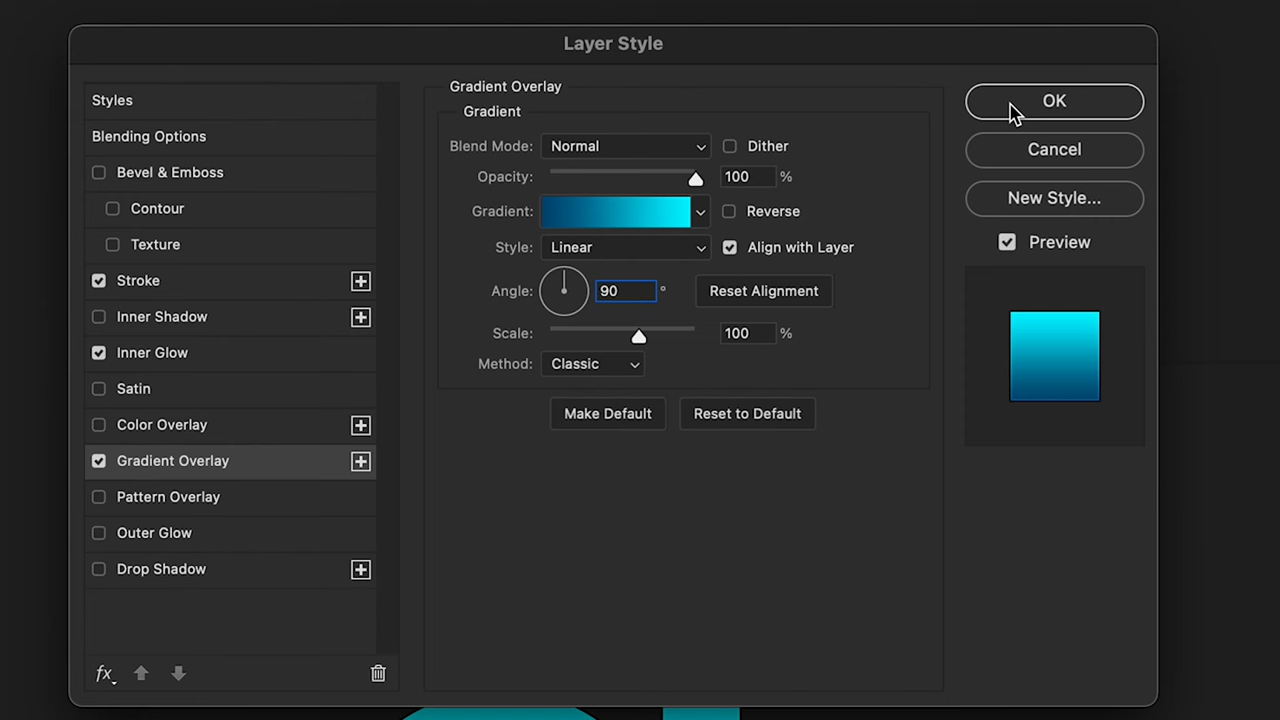 Layer Style
Styles
Blending Options
Bevel & Emboss
Contour
Texture
Stroke
Inner Shadow
Inner Glow
Satin
Color Overlay
Gradient Overlay
Pattern Overlay
Outer Glow
Drop Shadow
fx
Gradient Overlay
Gradient
Blend Mode: Normal Dither
Opacity: 100 %
Gradient: Reverse
Style: Linear Align with Layer
Angle: 90 ° Reset Alignment
Scale: 100 %
Method: Classic
Make Default Reset to Default
OK
Cancel
New Style...
Preview